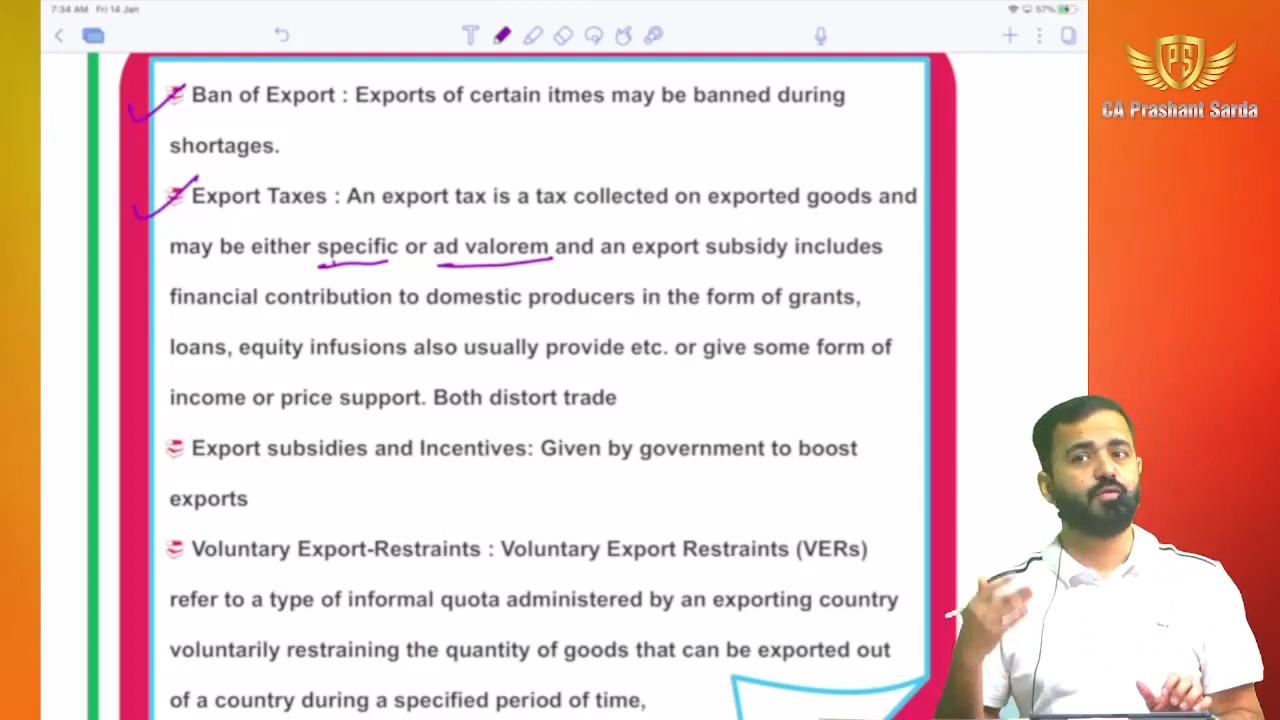 7:34 AM Fri 14 Jan
57%
PS
CA Prashant Sarda
Ban of Export : Exports of certain itmes may be banned during
shortages.
Export Taxes : An export tax is a tax collected on exported goods and
may be either specific or ad valorem and an export subsidy includes
financial contribution to domestic producers in the form of grants,
loans, equity infusions also usually provide etc. or give some form of
income or price support. Both distort trade
Export subsidies and Incentives: Given by government to boost
exports
Voluntary Export-Restraints : Voluntary Export Restraints (VERs)
refer to a type of informal quota administered by an exporting country
voluntarily restraining the quantity of goods that can be exported out
of a country during a specified period of time,